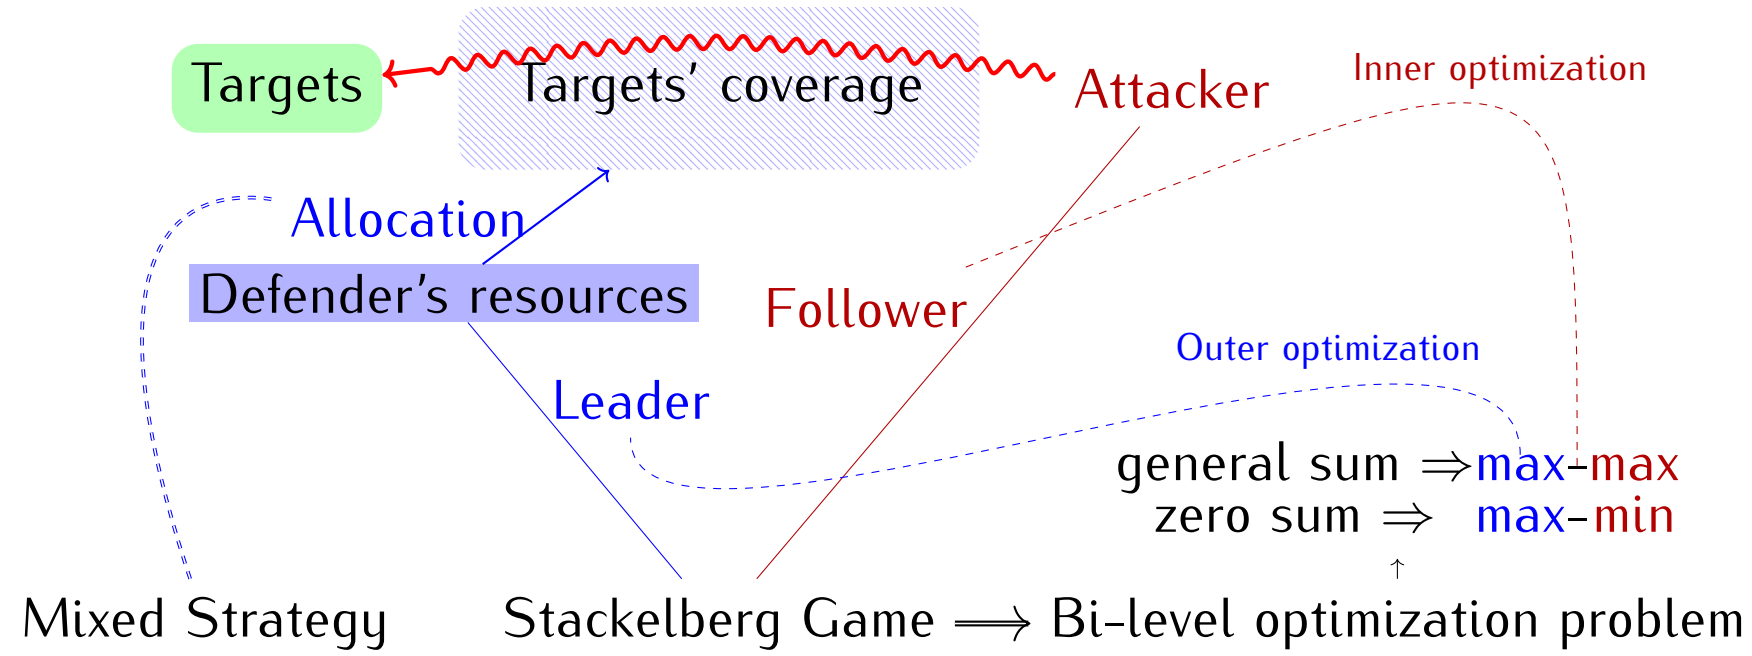 Targets
Targets' coverage
Attacker
Inner optimization
Allocation
Defender's resources
Follower
Outer optimization
Leader
general sum ⇒max-max
zero sum ⇒ max-min
↑
Mixed Strategy
Stackelberg Game ⟹ Bi-level optimization problem